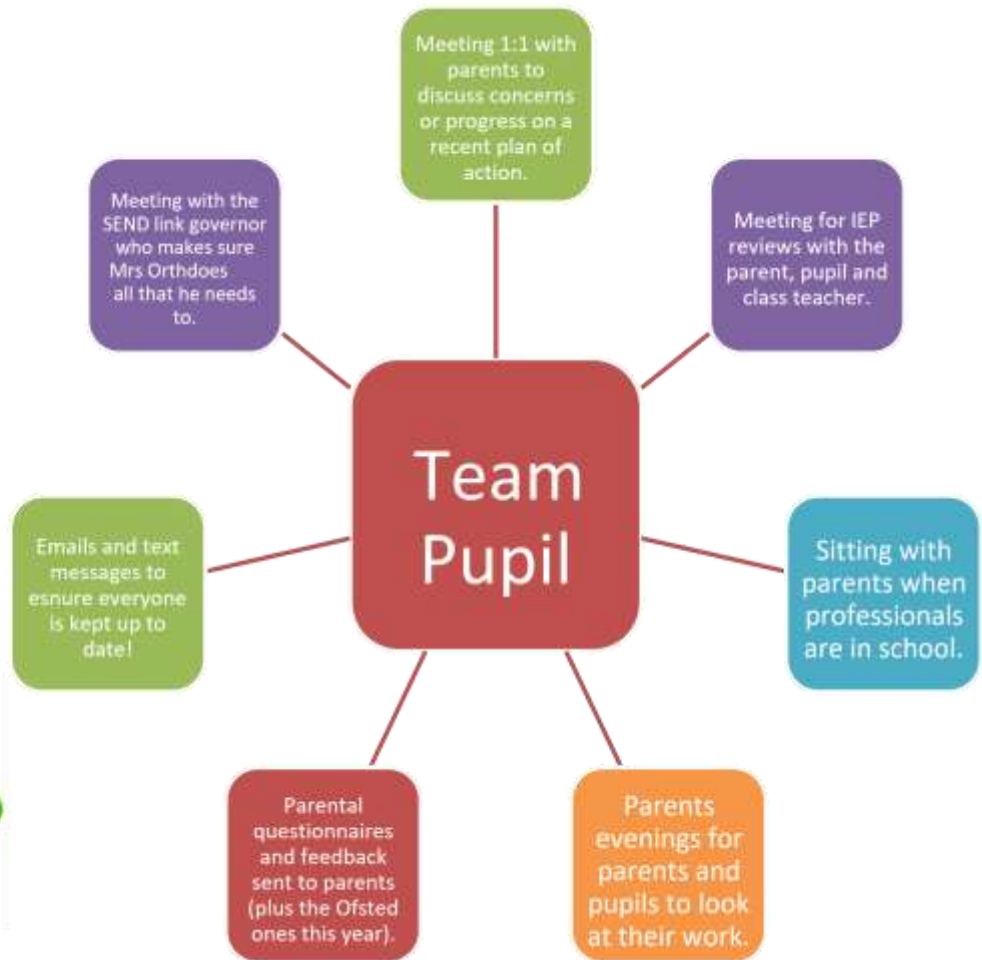 Meeting 1:1 with
parents to
discuss concerns
or progress on a
recent plan of
action.
Meeting with the
SEND link governor
who makes sure
Mrs Orthdoes
all that he needs
to.
Meeting for IEP
reviews with the
parent, pupil and
class teacher.
Team
Pupil
Emails and text
messages to
esnure everyone
is kept up to
date!
Sitting with
parents when
professionals
are in school.
Parental
questionnaires
and feedback
sent to parents
(plus the Ofsted
ones this year).
Parents
evenings for
parents and
pupils to look
at their work.